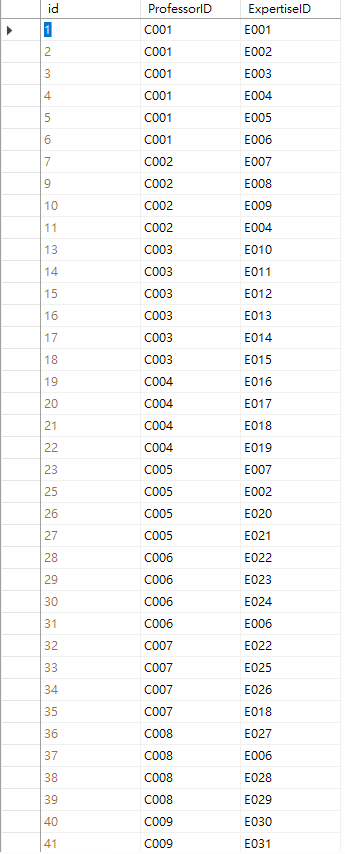 id ProfessorID ExpertiseID
1 C001 E001
2 C001 E002
3 C001 E003
4 C001 E004
5 C001 E005
6 C001 E006
7 C002 E007
9 C002 E008
10 C002 E009
11 C002 E004
13 C003 E010
14 C003 E011
15 C003 E012
16 C003 E013
17 C003 E014
18 C003 E015
19 C004 E016
20 C004 E017
21 C004 E018
22 C004 E019
23 C005 E007
25 C005 E002
26 C005 E020
27 C005 E021
28 C006 E022
29 C006 E023
30 C006 E024
31 C006 E006
32 C007 E022
33 C007 E025
34 C007 E026
35 C007 E018
36 C008 E027
37 C008 E006
38 C008 E028
39 C008 E029
40 C009 E030
41 C009 E031